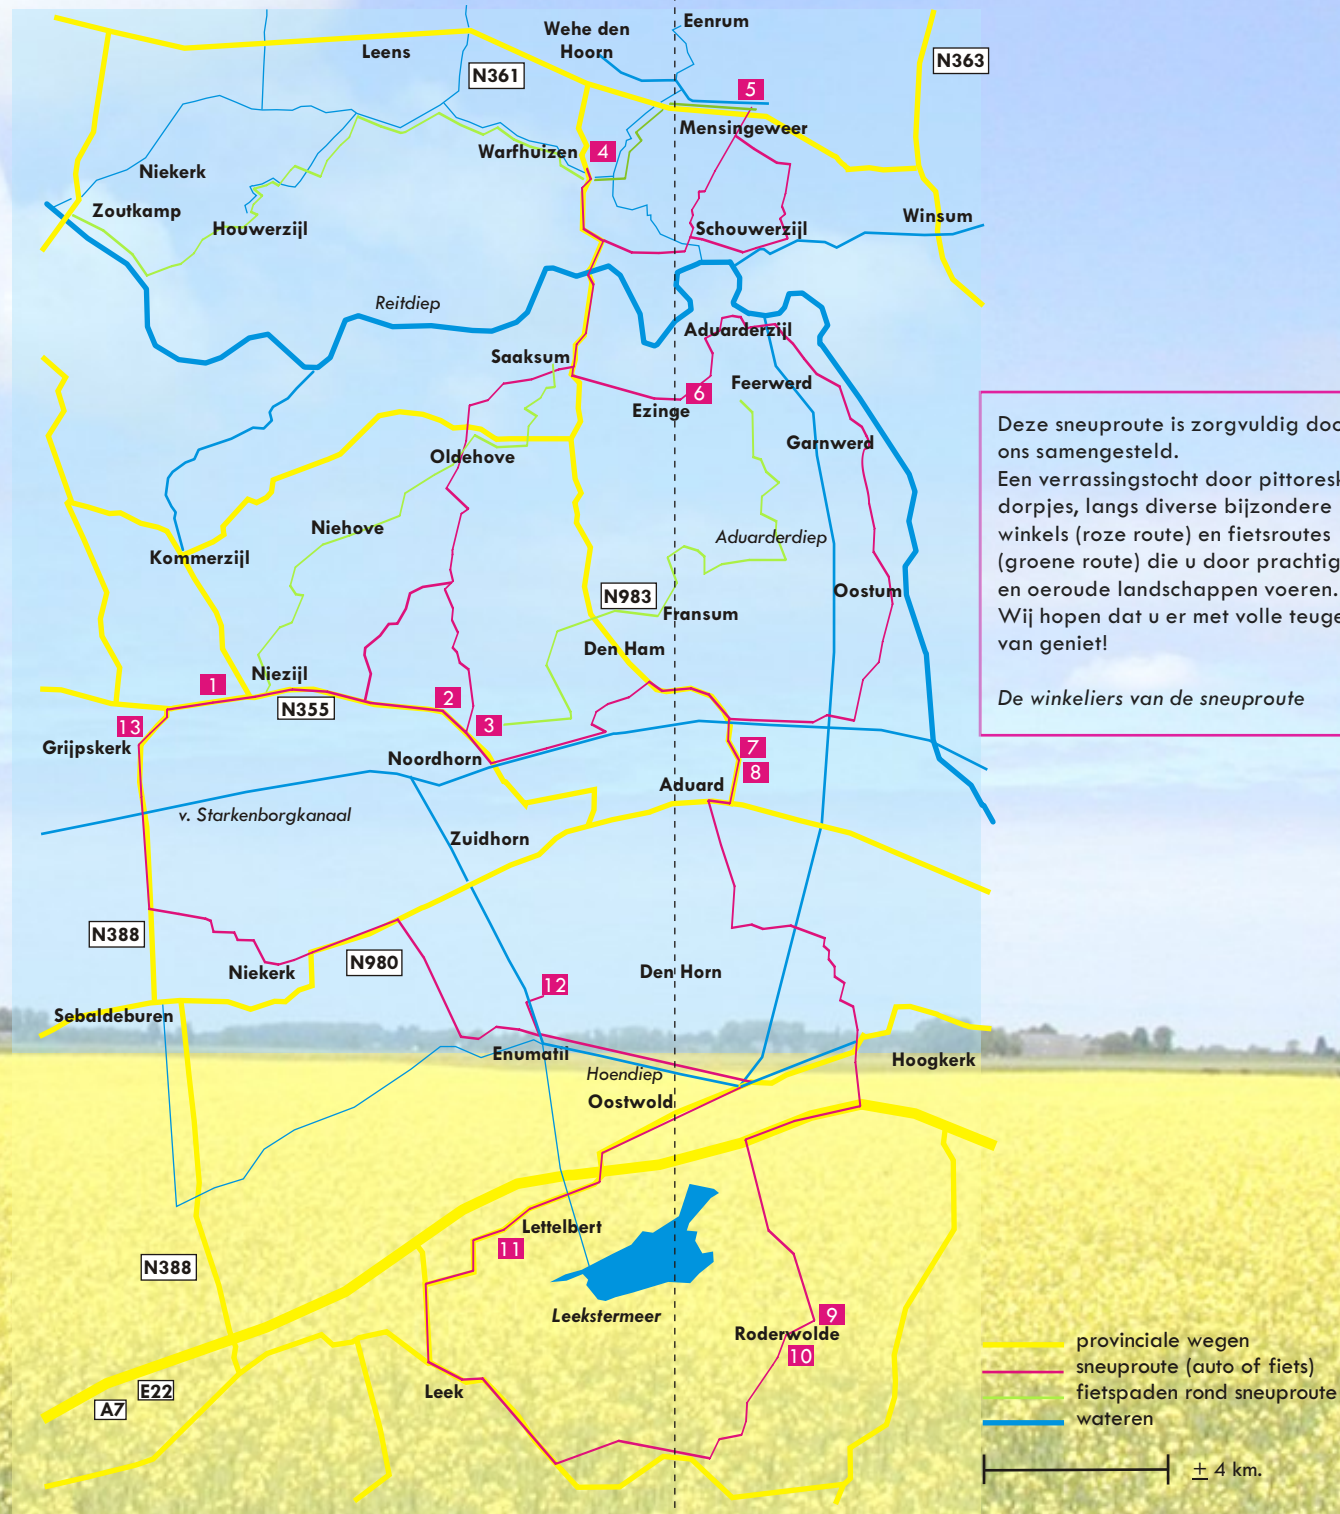 Eenrum
Wehe den
Hoorn
Leens
N361
N363
5
Mensingeweer
Warfhuizen
4
Niekerk
Zoutkamp
Houwerzijl
Schouwerzijl
Winsum
Reitdiep
Aduarderzijl
Saaksum
Feerwerd
6
Ezinge
Garnwerd
Oldehove
Niehove
Aduarderdiep
Kommerzijl
N983
Oostum
Fransum
Den Ham
Niezijl
1
N355
2
3
13
Grijpskerk
Noordhorn
7
8
Aduard
v. Starkenborgkanaal
Zuidhorn
N388
Niekerk
N980
Den Horn
12
Sebaldeburen
Enumatil
Hoendiep
Hoogkerk
Oostwold
Lettelbert
11
N388
Leekstermeer
9
Roderwolde
10
Leek
E22
A7
Deze sneuproute is zorgvuldig
ons samengesteld.
Een verrassingstocht door
dorpjes, langs diverse bijzondere
winkels (roze route) en fietsroutes
(groene route) die u door
en oeroude landschappen voeren.
Wij hopen dat u er met volle
van geniet!
De winkeliers van de sneuproute
provinciale wegen
sneuproute (auto of fiets)
fietspaden rond sneuproute
wateren
± 4 km.